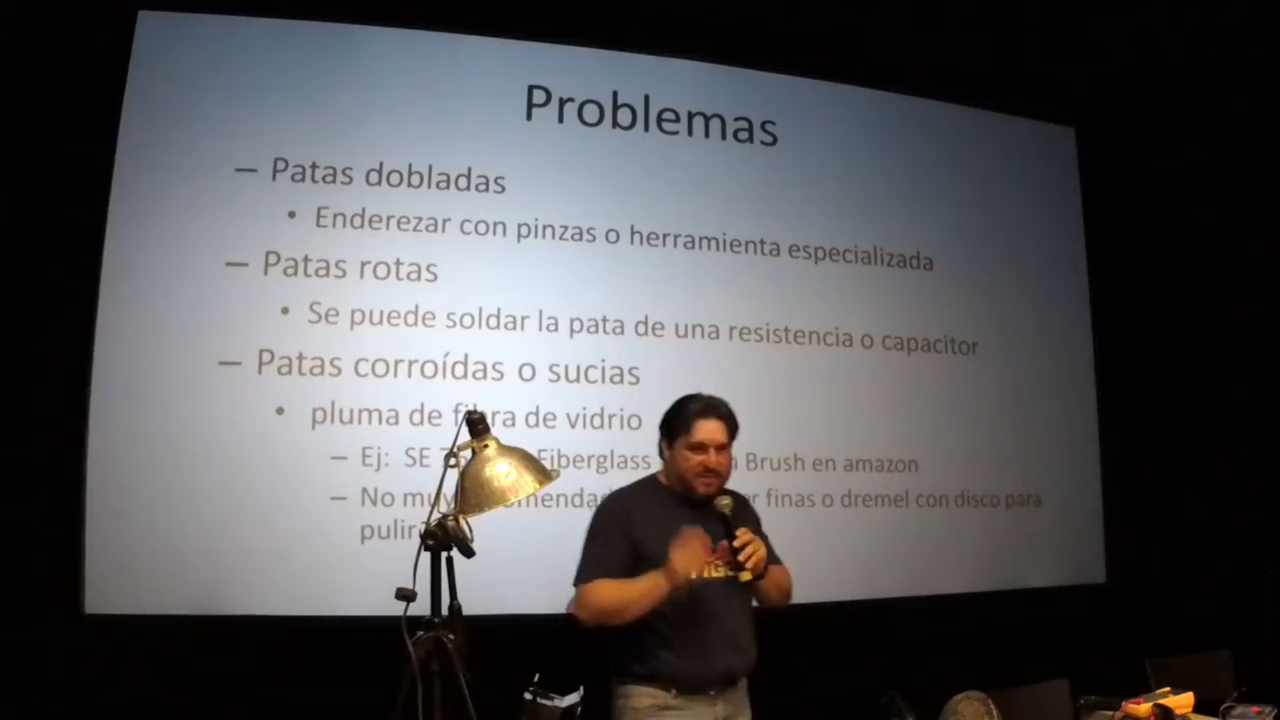 Problemas
– Patas dobladas
• Enderezar con pinzas o herramienta especializada
– Patas rotas
• Se puede soldar la pata de una resistencia o capacitor
– Patas corroídas o sucias
• pluma de fibra de vidrio
– Ej: SE Fiberglass Brush en amazon
– No muy finas o dremel con disco para
pulir